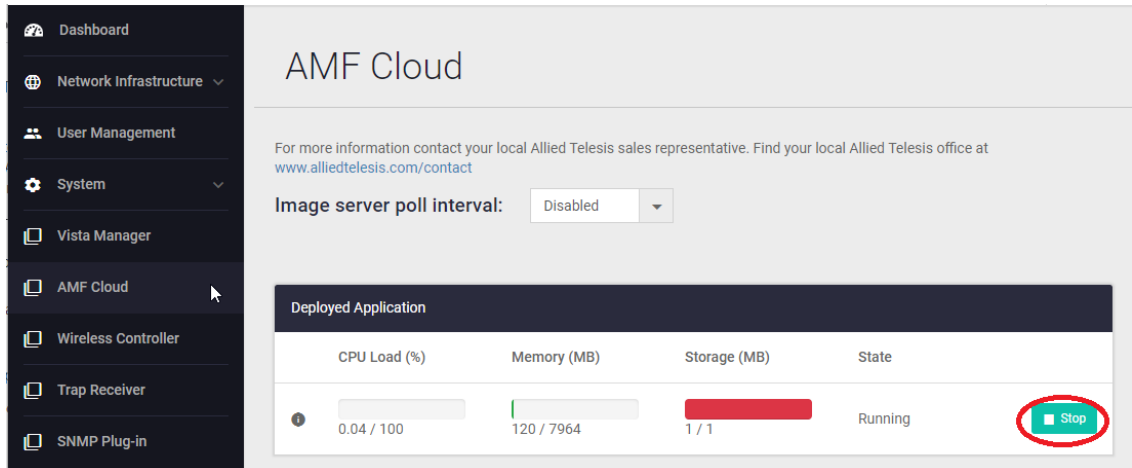 Dashboard
Network Infrastructure
User Management
System
Vista Manager
AMF Cloud
Wireless Controller
Trap Receiver
SNMP Plug-in
AMF Cloud
For more information contact your local Allied Telesis sales representative. Find your local Allied Telesis office at
www.alliedtelesis.com/contact
Image server poll interval: Disabled
Deployed Application
CPU Load (%) Memory (MB) Storage (MB) State
0.04 / 100 120 / 7964 1 / 1 Running Stop